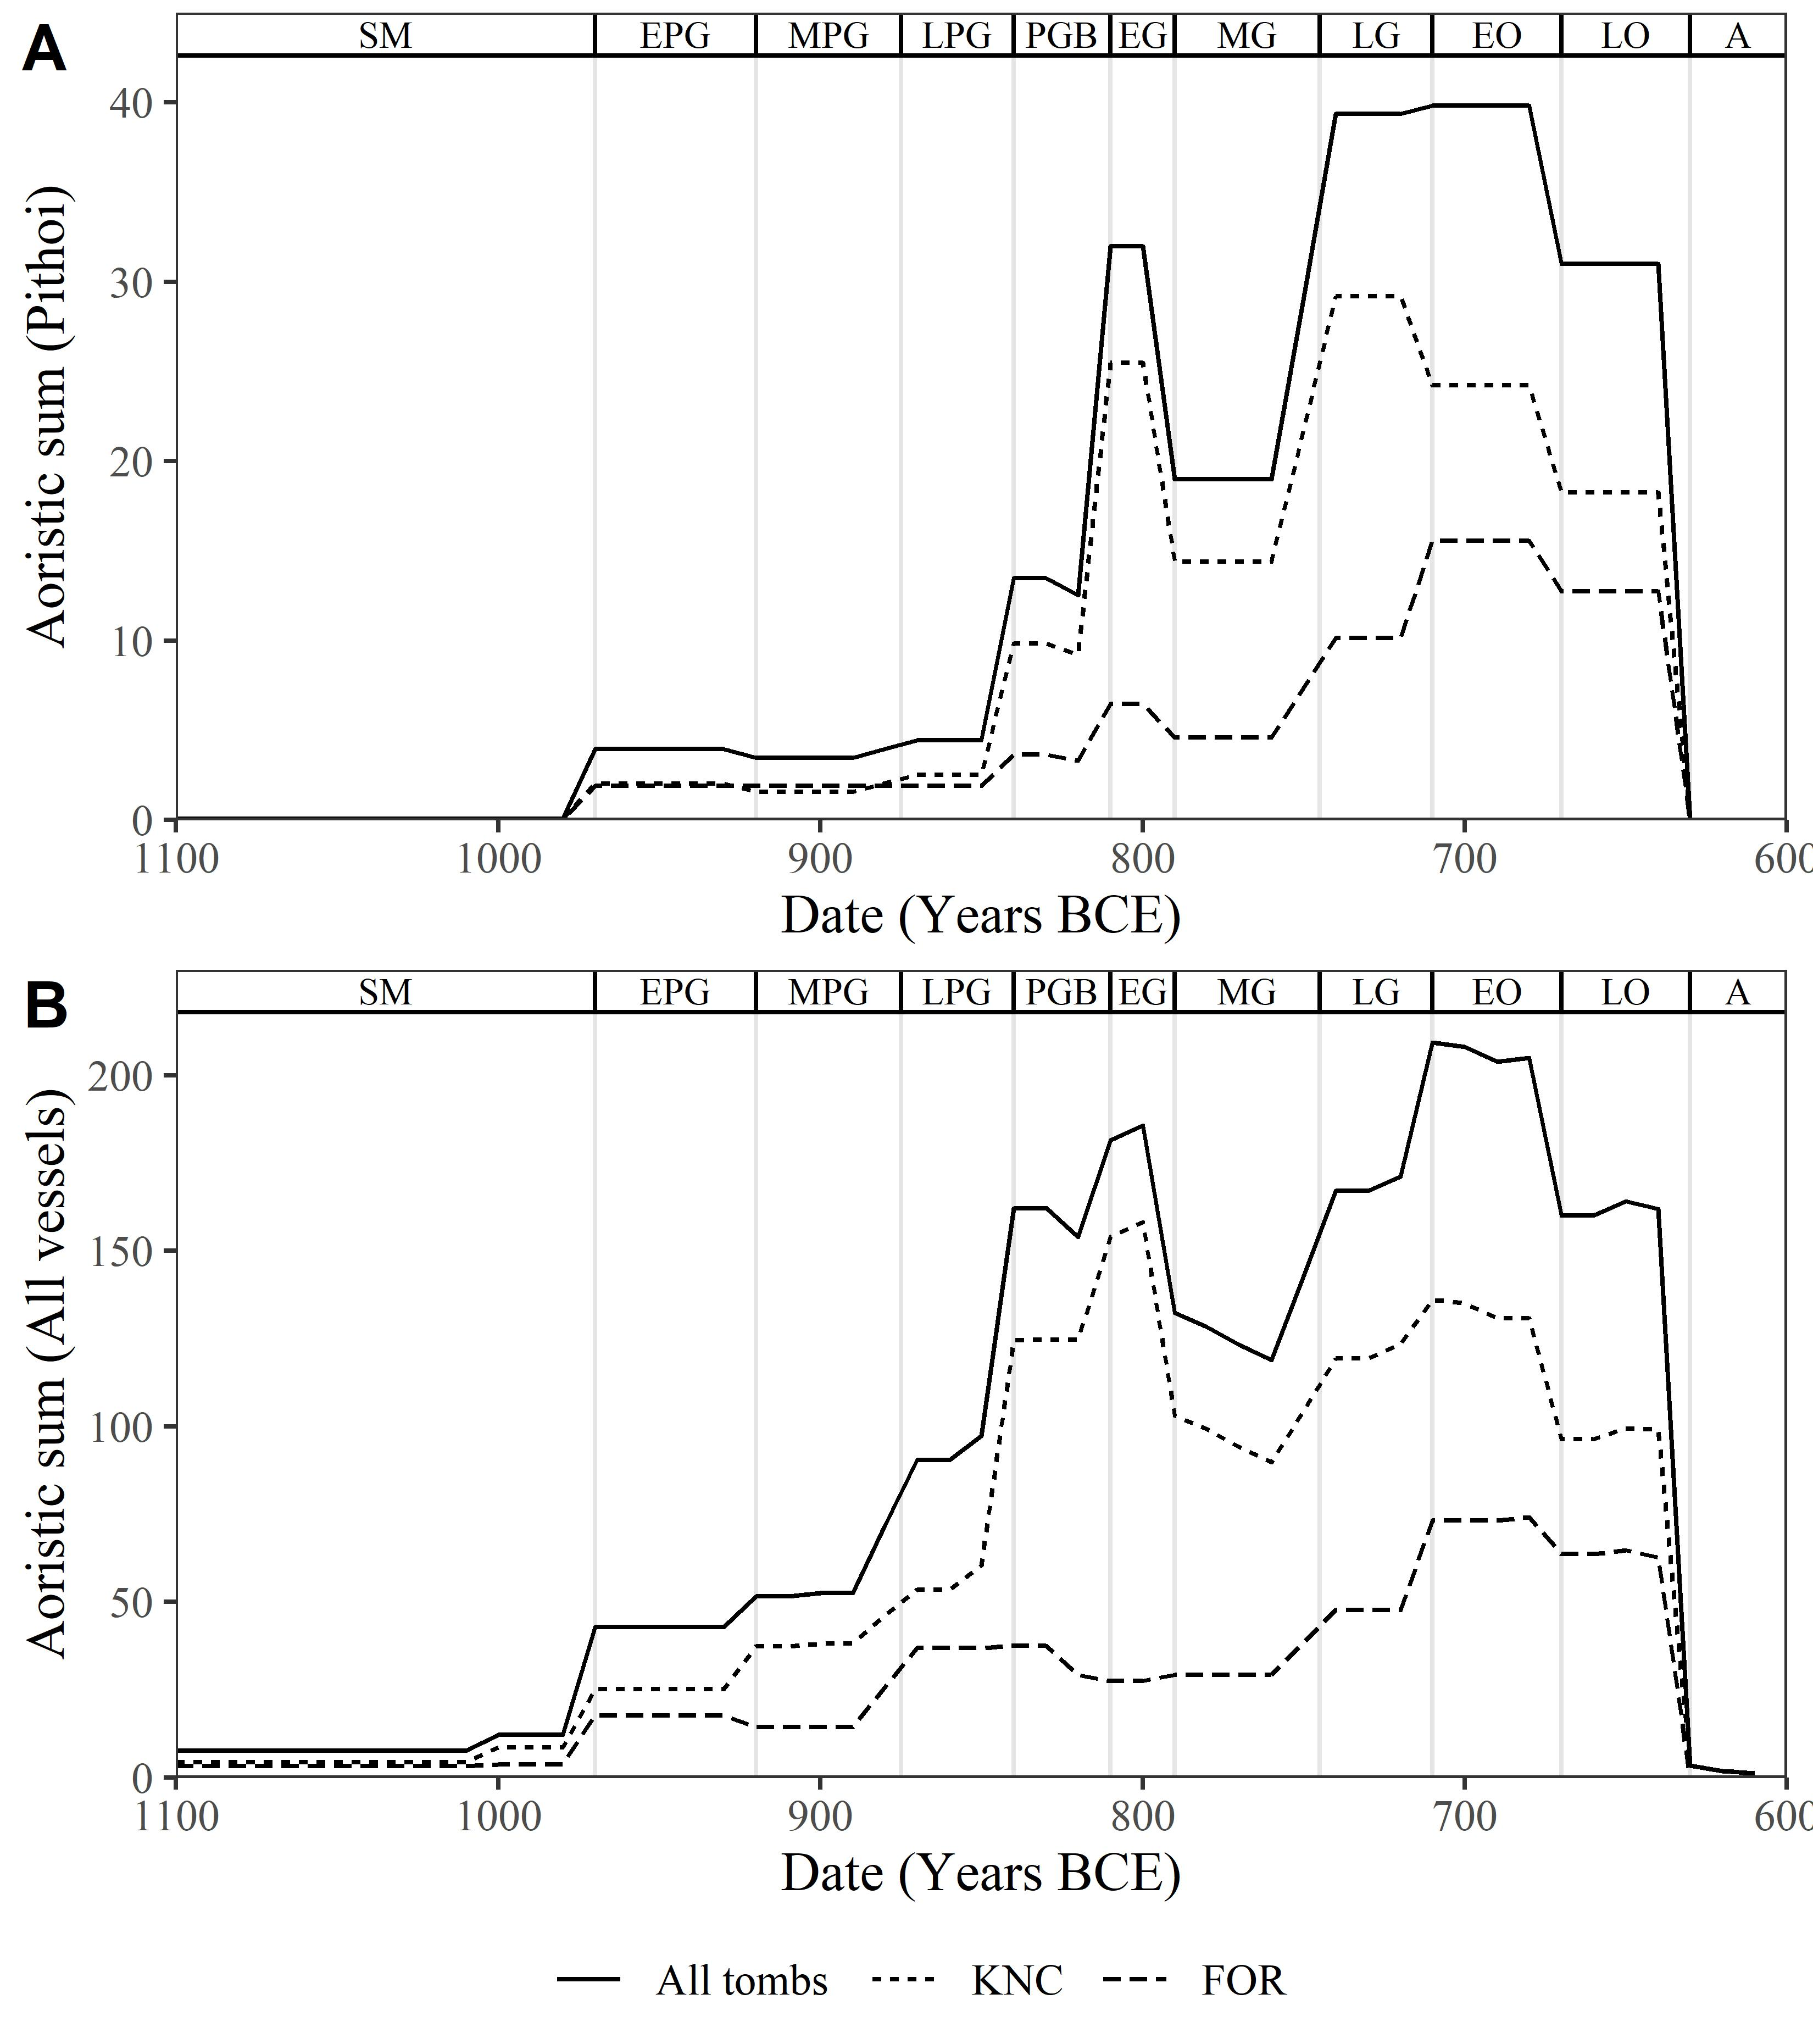 A
SM EPG MPG LPG PGB EG MG LG EO LO A
Aoristic sum (Pithoi)
40
30
20
10
0
1100 1000 900 800 700 600
Date (Years BCE)
B
SM EPG MPG LPG PGB EG MG LG EO LO A
Aoristic sum (All vessels)
200
150
100
50
0
1100 1000 900 800 700 600
Date (Years BCE)
All tombs KNC FOR